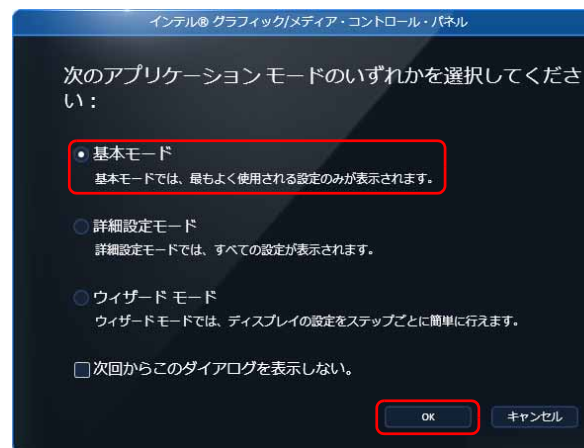 インテル® グラフィック/メディア・コントロール・パネル
次のアプリケーション モードのいずれかを選択してくださ
い：
基本モード
基本モードでは、最もよく使用される設定のみが表示されます。
詳細設定モード
詳細設定モードでは、すべての設定が表示されます。
ウィザード モード
ウィザード モードでは、ディスプレイの設定をステップごとに簡単に行えます。
次回からこのダイアログを表示しない。
OK キャンセル